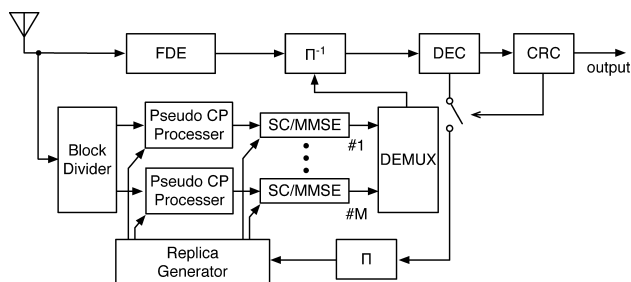 FDE
Π-1
DEC
CRC
output
Block
Divider
Pseudo CP
Processer
SC/MMSE
#1
DEMUX
Pseudo CP
Processer
SC/MMSE
#M
Replica
Generator
Π